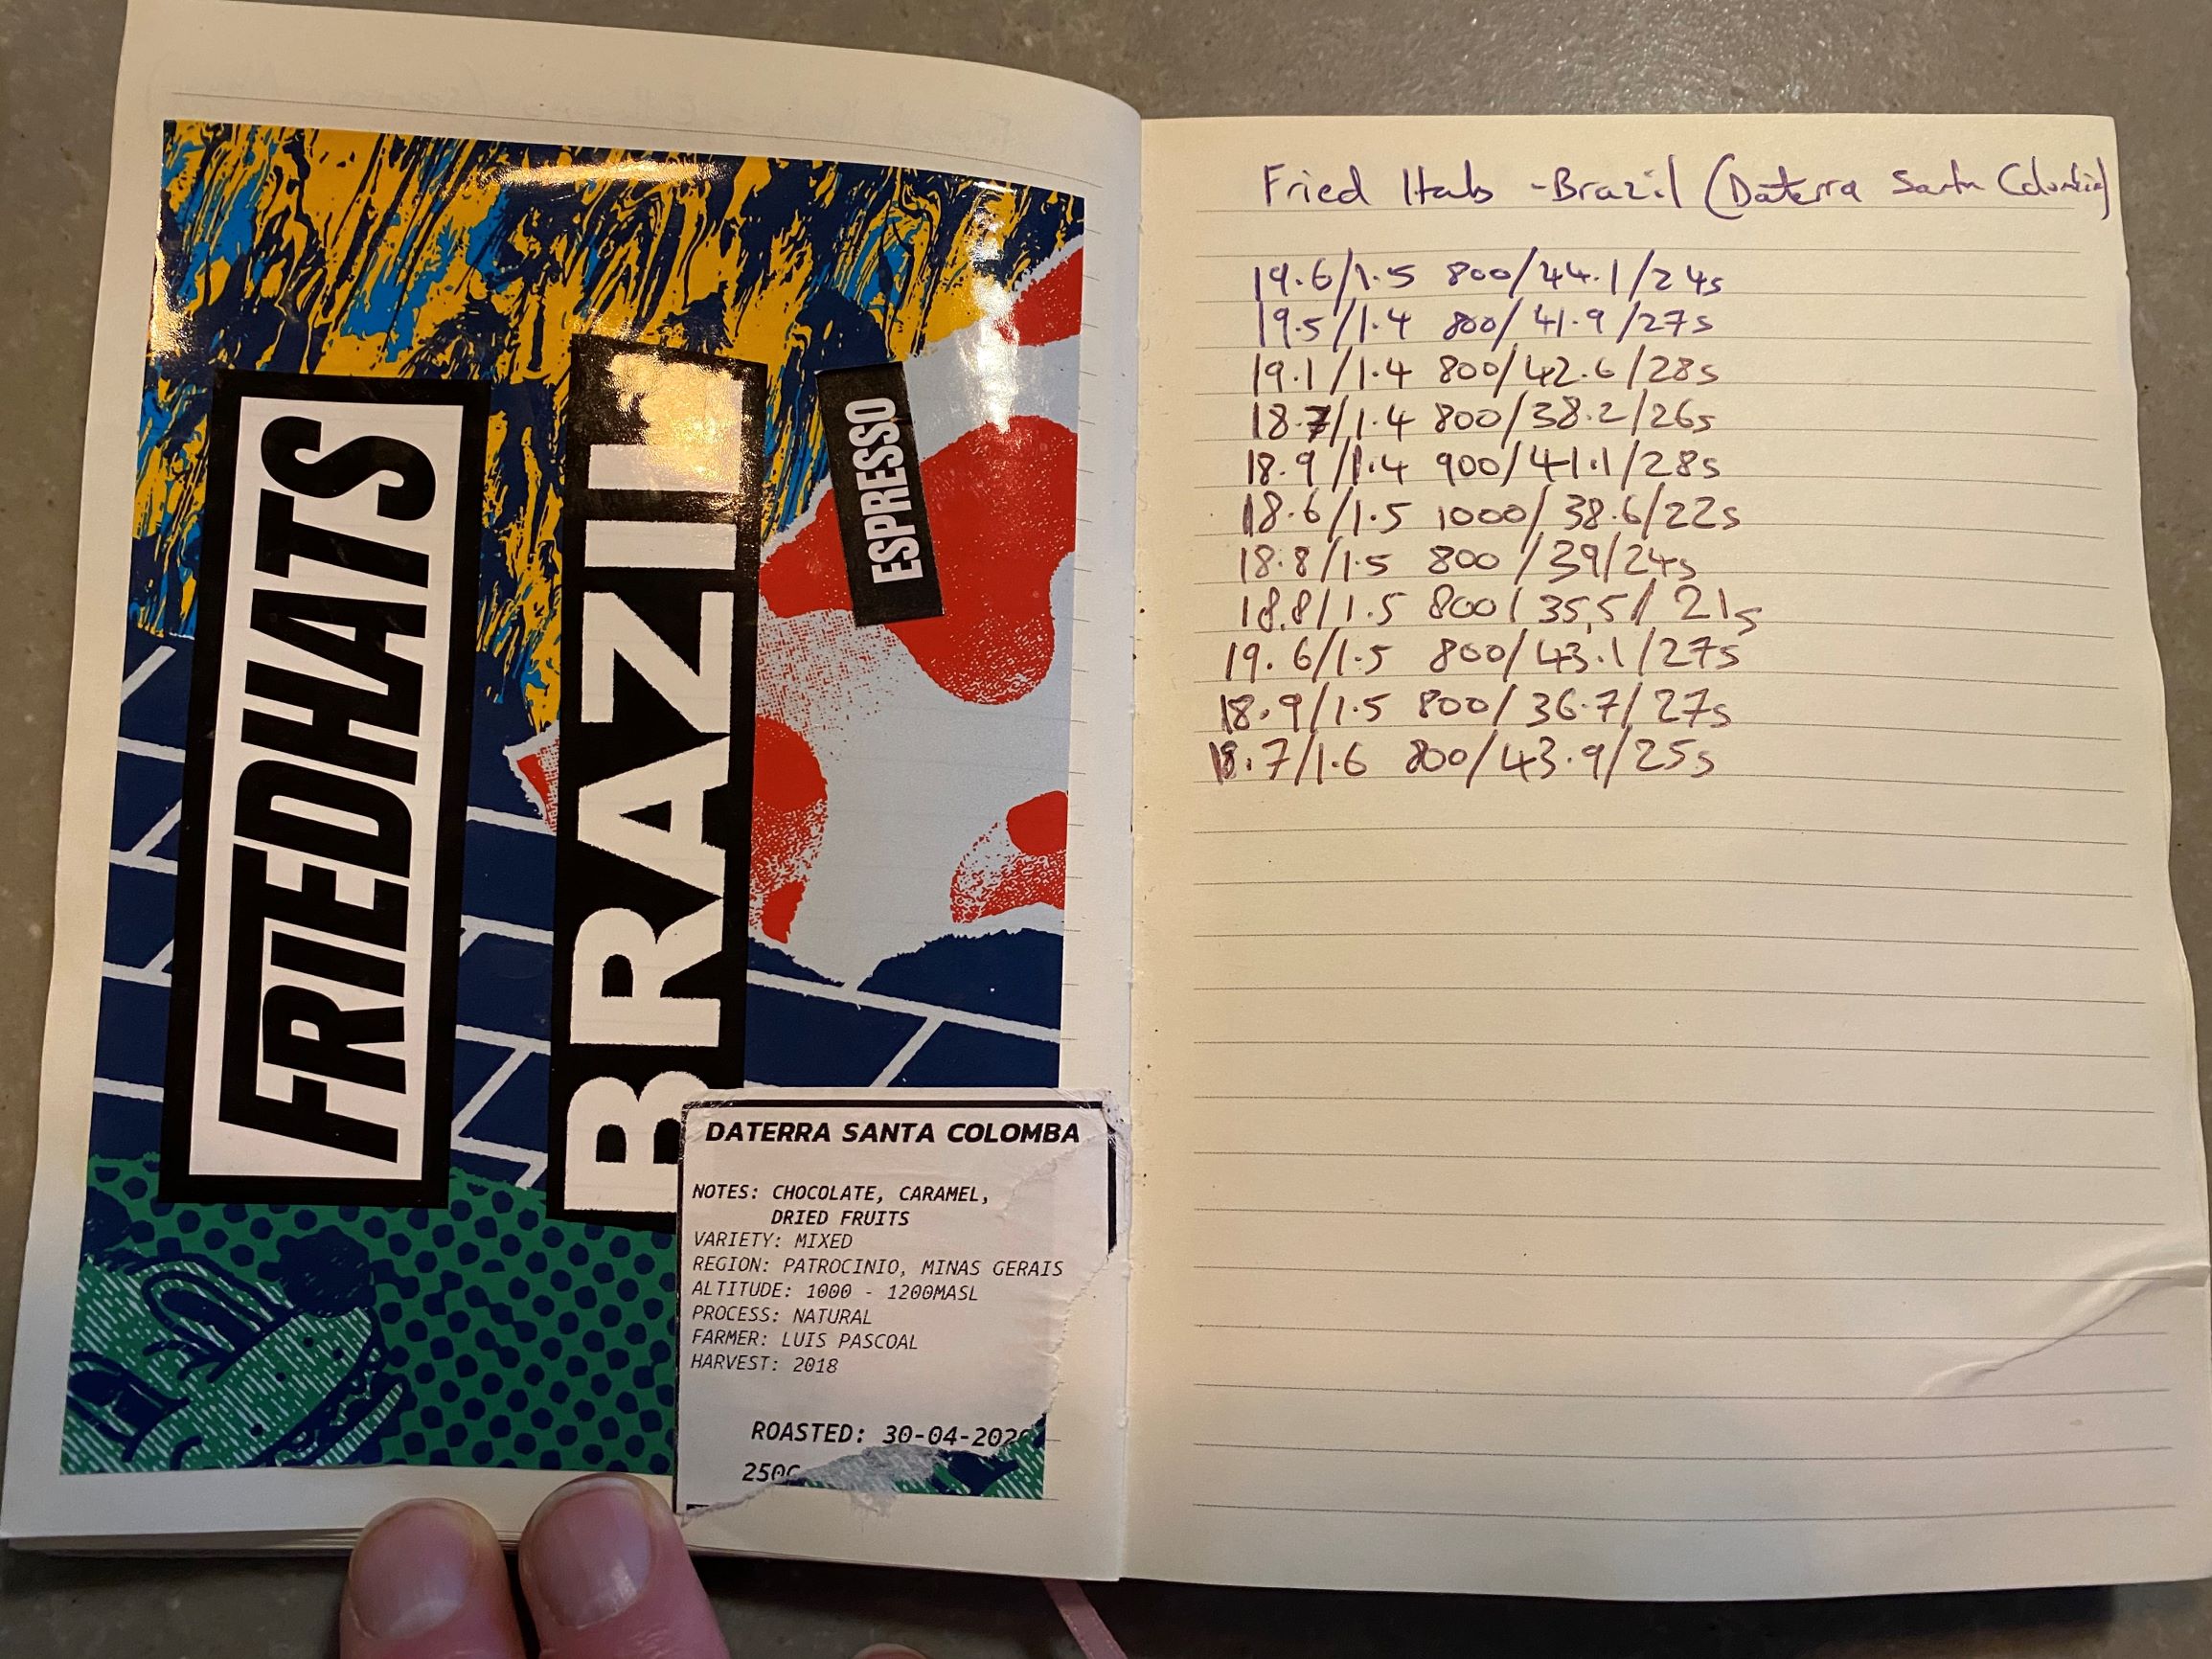 FRIEDHATS
BRAZIL
ESPRESSO
DATERRA SANTA COLOMBA
NOTES: CHOCOLATE, CARAMEL,
DRIED FRUITS
VARIETY: MIXED
REGION: PATROCINIO, MINAS GERAIS
ALTITUDE: 1000 - 1200MASL
PROCESS: NATURAL
FARMER: LUIS PASCOAL
HARVEST: 2018
ROASTED: 30-04-202
250
Fried Hats - Brazil (Daterra Santa Colombia)
19.6/1.5 800/44.1/24s
19.5/1.4 800/41.9/27s
19.1/1.4 800/42.6/28s
18.7/1.4 800/38.2/26s
18.9/1.4 900/41.1/28s
18.6/1.5 1000/38.6/22s
18.8/1.5 800/39/24s
18.8/1.5 800/35,5/21s
19.6/1.5 800/43.1/27s
18.9/1.5 800/36.7/27s
18.7/1.6 800/43.9/25s